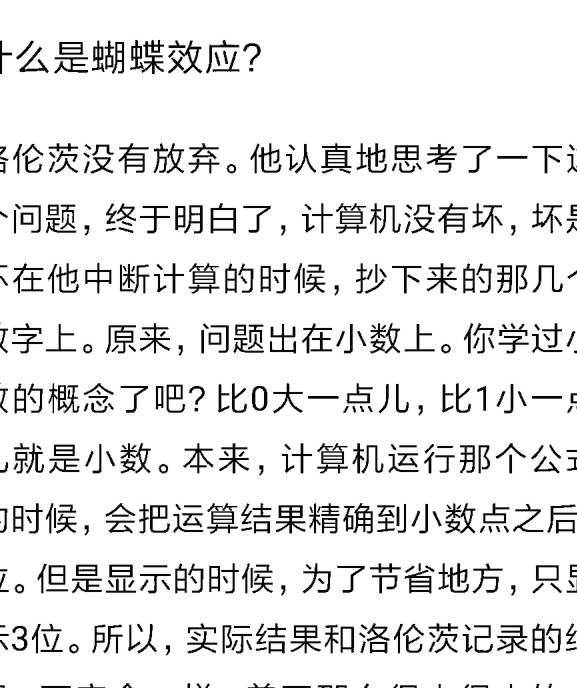 什么是蝴蝶效应?
洛伦茨没有放弃。他认真地思考了一下这
个问题,终于明白了,计算机没有坏,坏是
坏在他中断计算的时候,抄下来的那几个
数字上。原来,问题出在小数上。你学过小
数的概念了吧?比0大一点儿,比1小一点
儿就是小数。本来,计算机运行那个公式
的时候,会把运算结果精确到小数点之后
位。但是显示的时候,为了节省地方,只显
示3位。所以,实际结果和洛伦茨记录的结